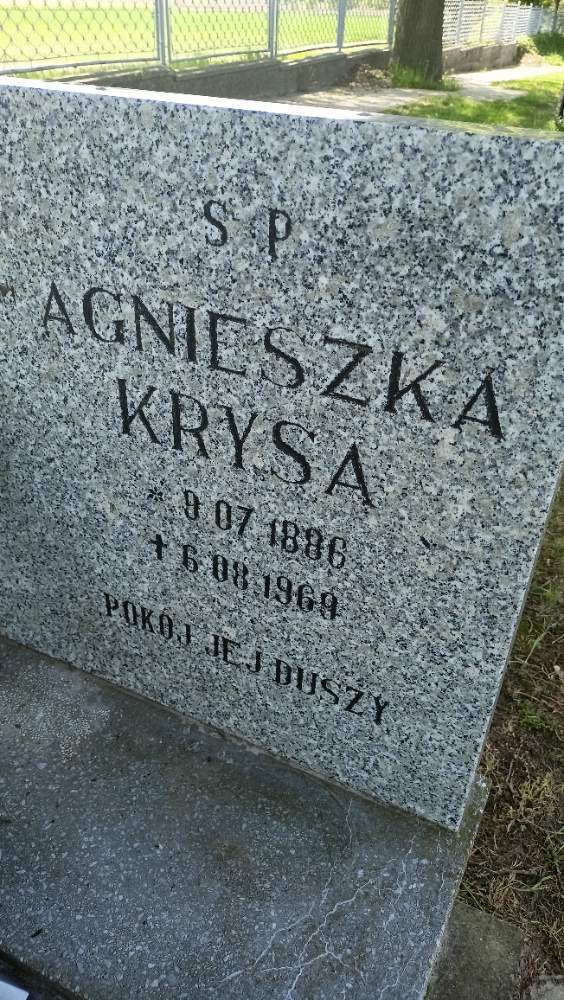 S P
AGNIESZKA
KRYSA
* 9 07 1886
✝ 6 08 1969
POKÓJ JEJ DUSZY